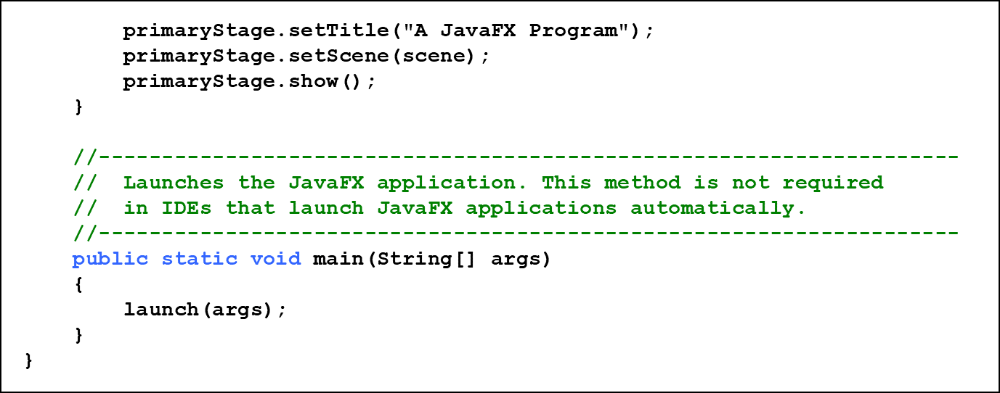 primaryStage.setTitle("A JavaFX Program");
primaryStage.setScene(scene);
primaryStage.show();
}
//--------------------------------------------------------------------
//  Launches the JavaFX application. This method is not required
//  in IDEs that launch JavaFX applications automatically.
//--------------------------------------------------------------------
public static void main(String[] args)
{
launch(args);
}
}